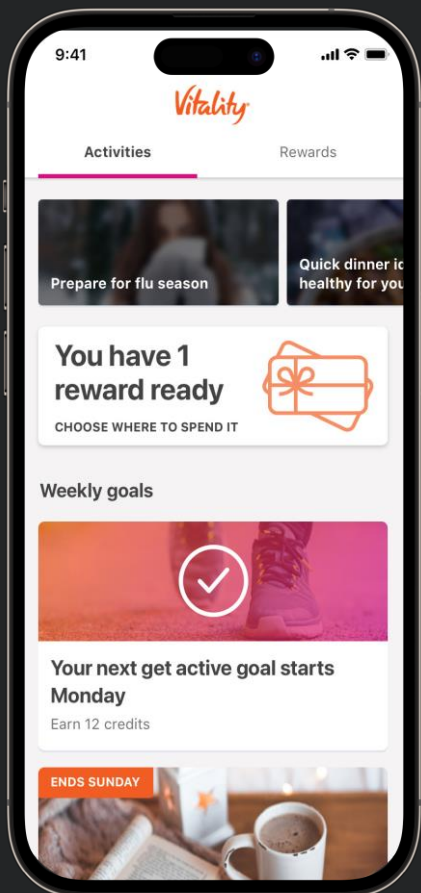 9:41
Vitality
Activities
Rewards
Prepare for flu season
Quick dinner
healthy for you
You have 1
reward ready
CHOOSE WHERE TO SPEND IT
Weekly goals
Your next get active goal starts
Monday
Earn 12 credits
ENDS SUNDAY